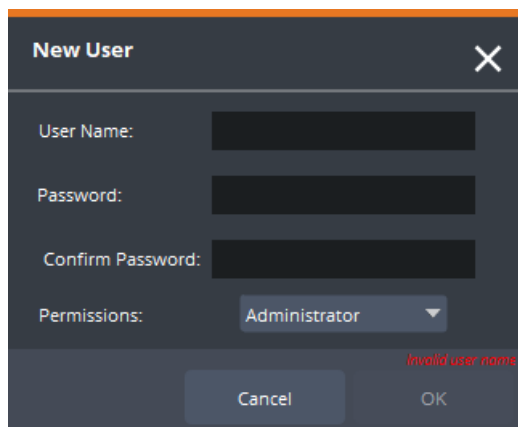 New User
User Name:
Password:
Confirm Password:
Permissions:
Administrator
Invalid user name
Cancel
OK